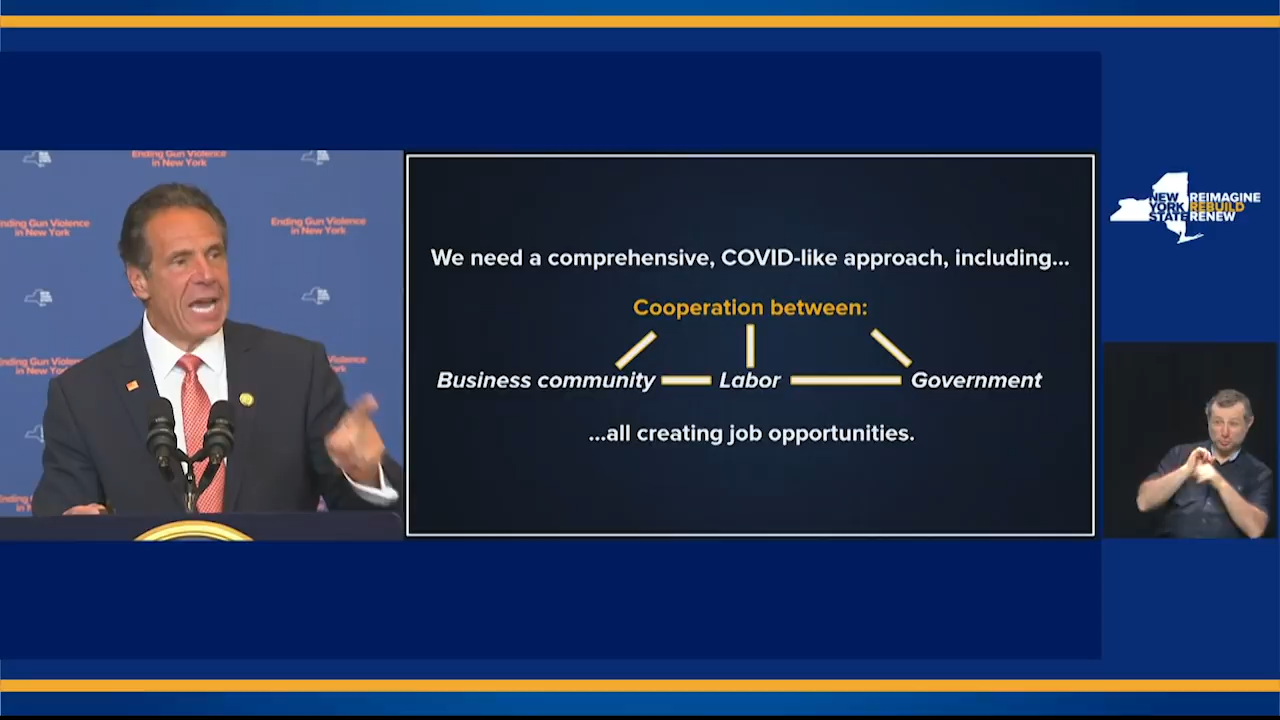 Ending Gun Violence
in New York
Ending Gun Violence
in New York
Ending Gun Violence
in New York
We need a comprehensive, COVID-like approach, including...
Cooperation between:
Business community Labor Government
...all creating job opportunities.
NEW
YORK
STATE
REIMAGINE
REBUILD
RENEW